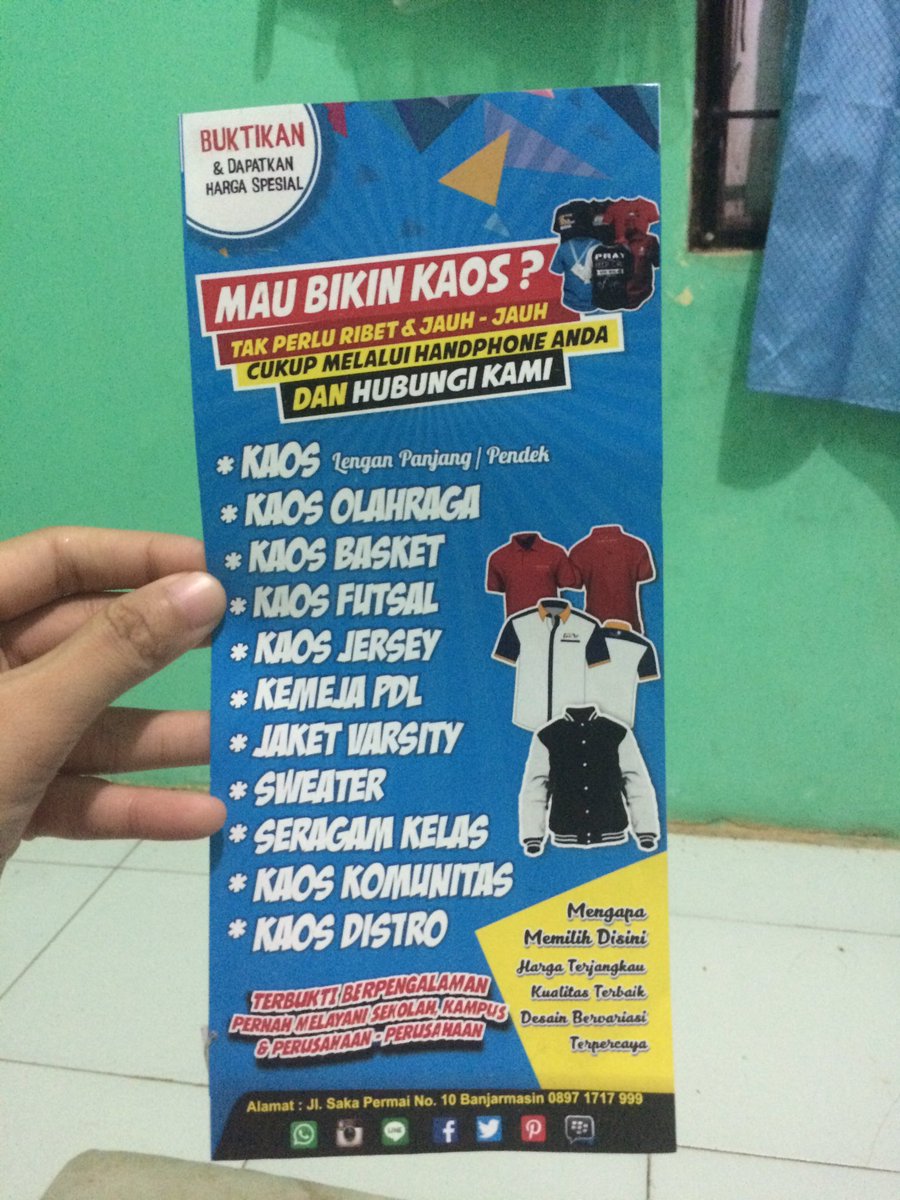 BUKTIKAN
& DAPATKAN
HARGA SPESIAL
MAU BIKIN KAOS ?
TAK PERLU RIBET & JAUH - JAUH
CUKUP MELALUI HANDPHONE ANDA
DAN HUBUNGI KAMI
* KAOS Lengan Panjang / Pendek
* KAOS OLAHRAGA
* KAOS BASKET
* KAOS FUTSAL
* KAOS JERSEY
* KEMEJA PDL
* JAKET VARSITY
* SWEATER
* SERAGAM KELAS
* KAOS KOMUNITAS
* KAOS DISTRO
Mengapa
Memilih Disini
Harga Terjangkau
Kualitas Terbaik
Desain Bervariasi
Terpercaya
TERBUKTI BERPENGALAMAN
PERNAH MELAYANI SEKOLAH, KAMPUS
& PERUSAHAAN - PERUSAHAAN
Alamat : Jl. Saka Permai No. 10 Banjarmasin 0897 1717 999
LINE